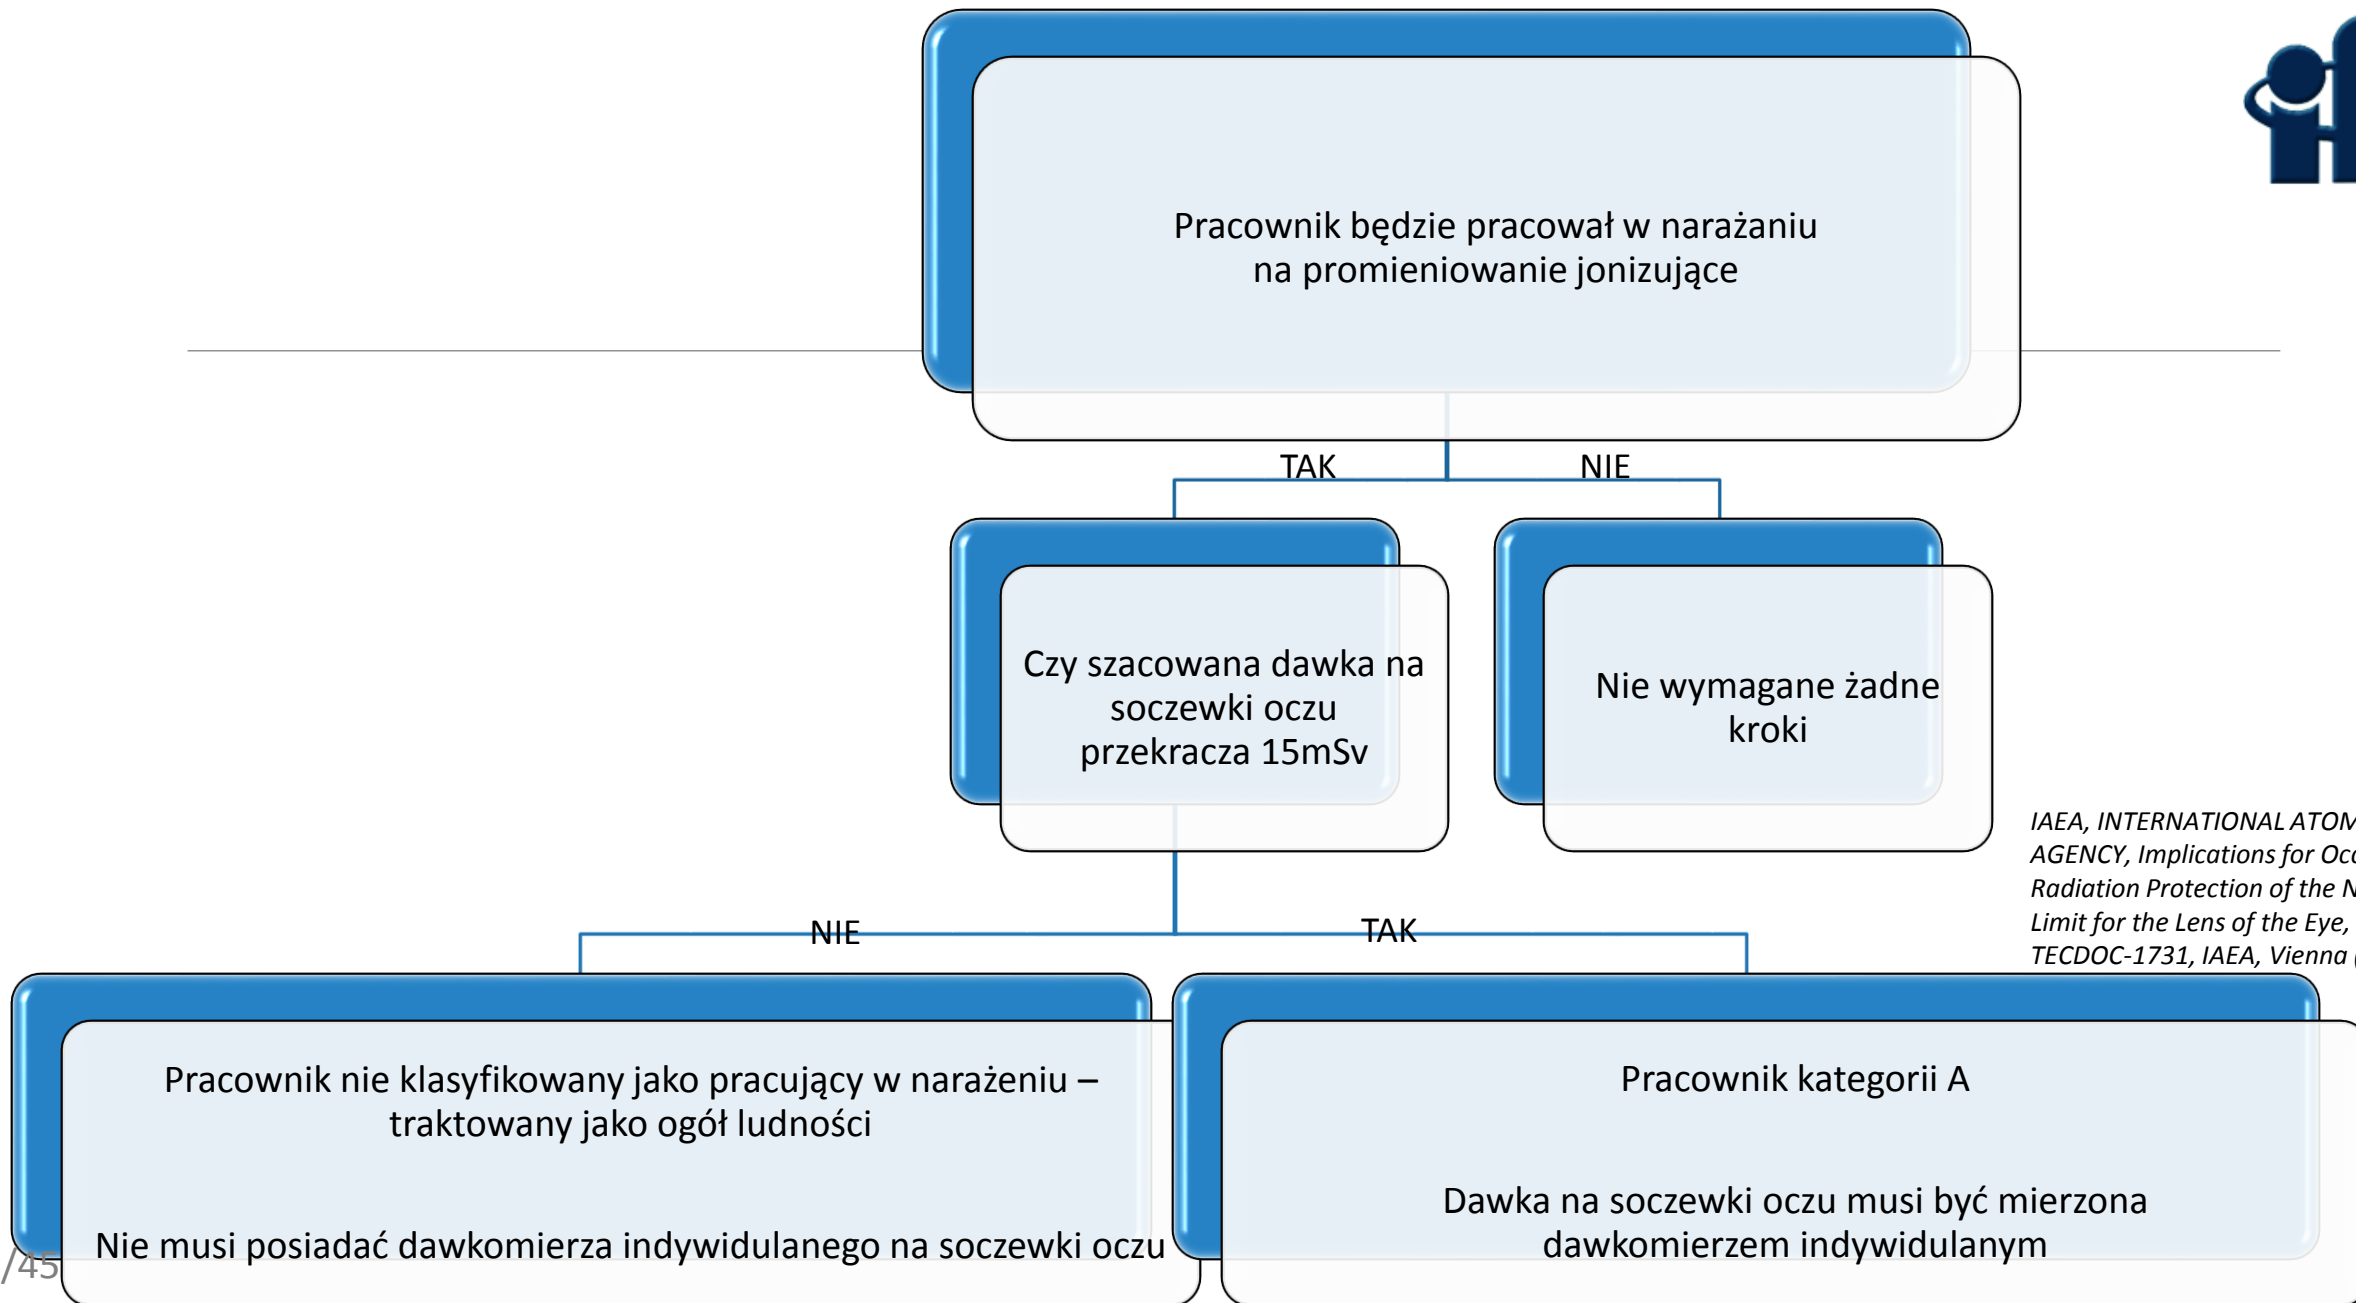 Pracownik będzie pracował w narażaniu
na promieniowanie jonizujące
TAK
NIE
Czy szacowana dawka na
soczewki oczu
przekracza 15mSv
Nie wymagane żadne
kroki
IAEA, INTERNATIONAL ATOM
AGENCY, Implications for Occ
Radiation Protection of the N
Limit for the Lens of the Eye,
TECDOC-1731, IAEA, Vienna (
NIE
TAK
Pracownik nie klasyfikowany jako pracujący w narażeniu –
traktowany jako ogół ludności
Nie musi posiadać dawkomierza indywidulanego na soczewki oczu
Pracownik kategorii A
Dawka na soczewki oczu musi być mierzona
dawkomierzem indywidulanym
/45